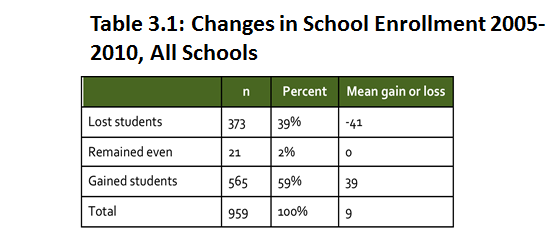 Table 3.1: Changes in School Enrollment 2005-
2010, All Schools
n Percent Mean gain or loss
Lost students 373 39% -41
Remained even 21 2% 0
Gained students 565 59% 39
Total 959 100% 9